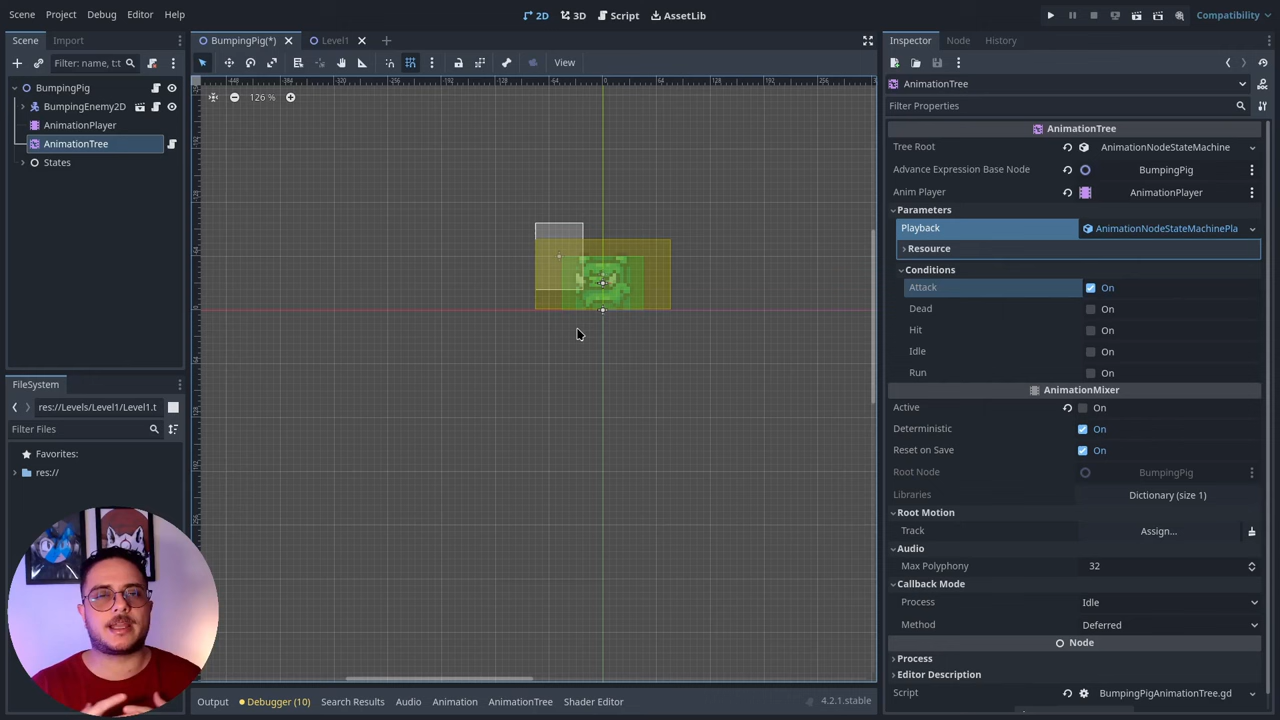 Scene Project Debug Editor Help
2D 3D Script AssetLib
Compatibility
Scene Import
BumpingPig(*) Level1
Inspector Node History
Filter: name, t:t
View
BumpingPig
BumpingEnemy2D
AnimationPlayer
AnimationTree
States
126 %
AnimationTree
Filter Properties
AnimationTree
Tree Root AnimationNodeStateMachine
Advance Expression Base Node BumpingPig
Anim Player AnimationPlayer
Parameters
Playback AnimationNodeStateMachinePla
Resource
Conditions
Attack On
Dead On
Hit On
Idle On
Run On
AnimationMixer
Active On
Deterministic On
Reset on Save On
Root Node BumpingPig
Libraries Dictionary (size 1)
Root Motion
Track Assign...
Audio
Max Polyphony 32
Callback Mode
Process Idle
Method Deferred
Node
Process
Editor Description
Script BumpingPigAnimationTree.gd
FileSystem
res://Levels/Level1/Level1.t
Filter Files
Favorites:
res://
Output Debugger (10) Search Results Audio Animation AnimationTree Shader Editor 4.2.1.stable